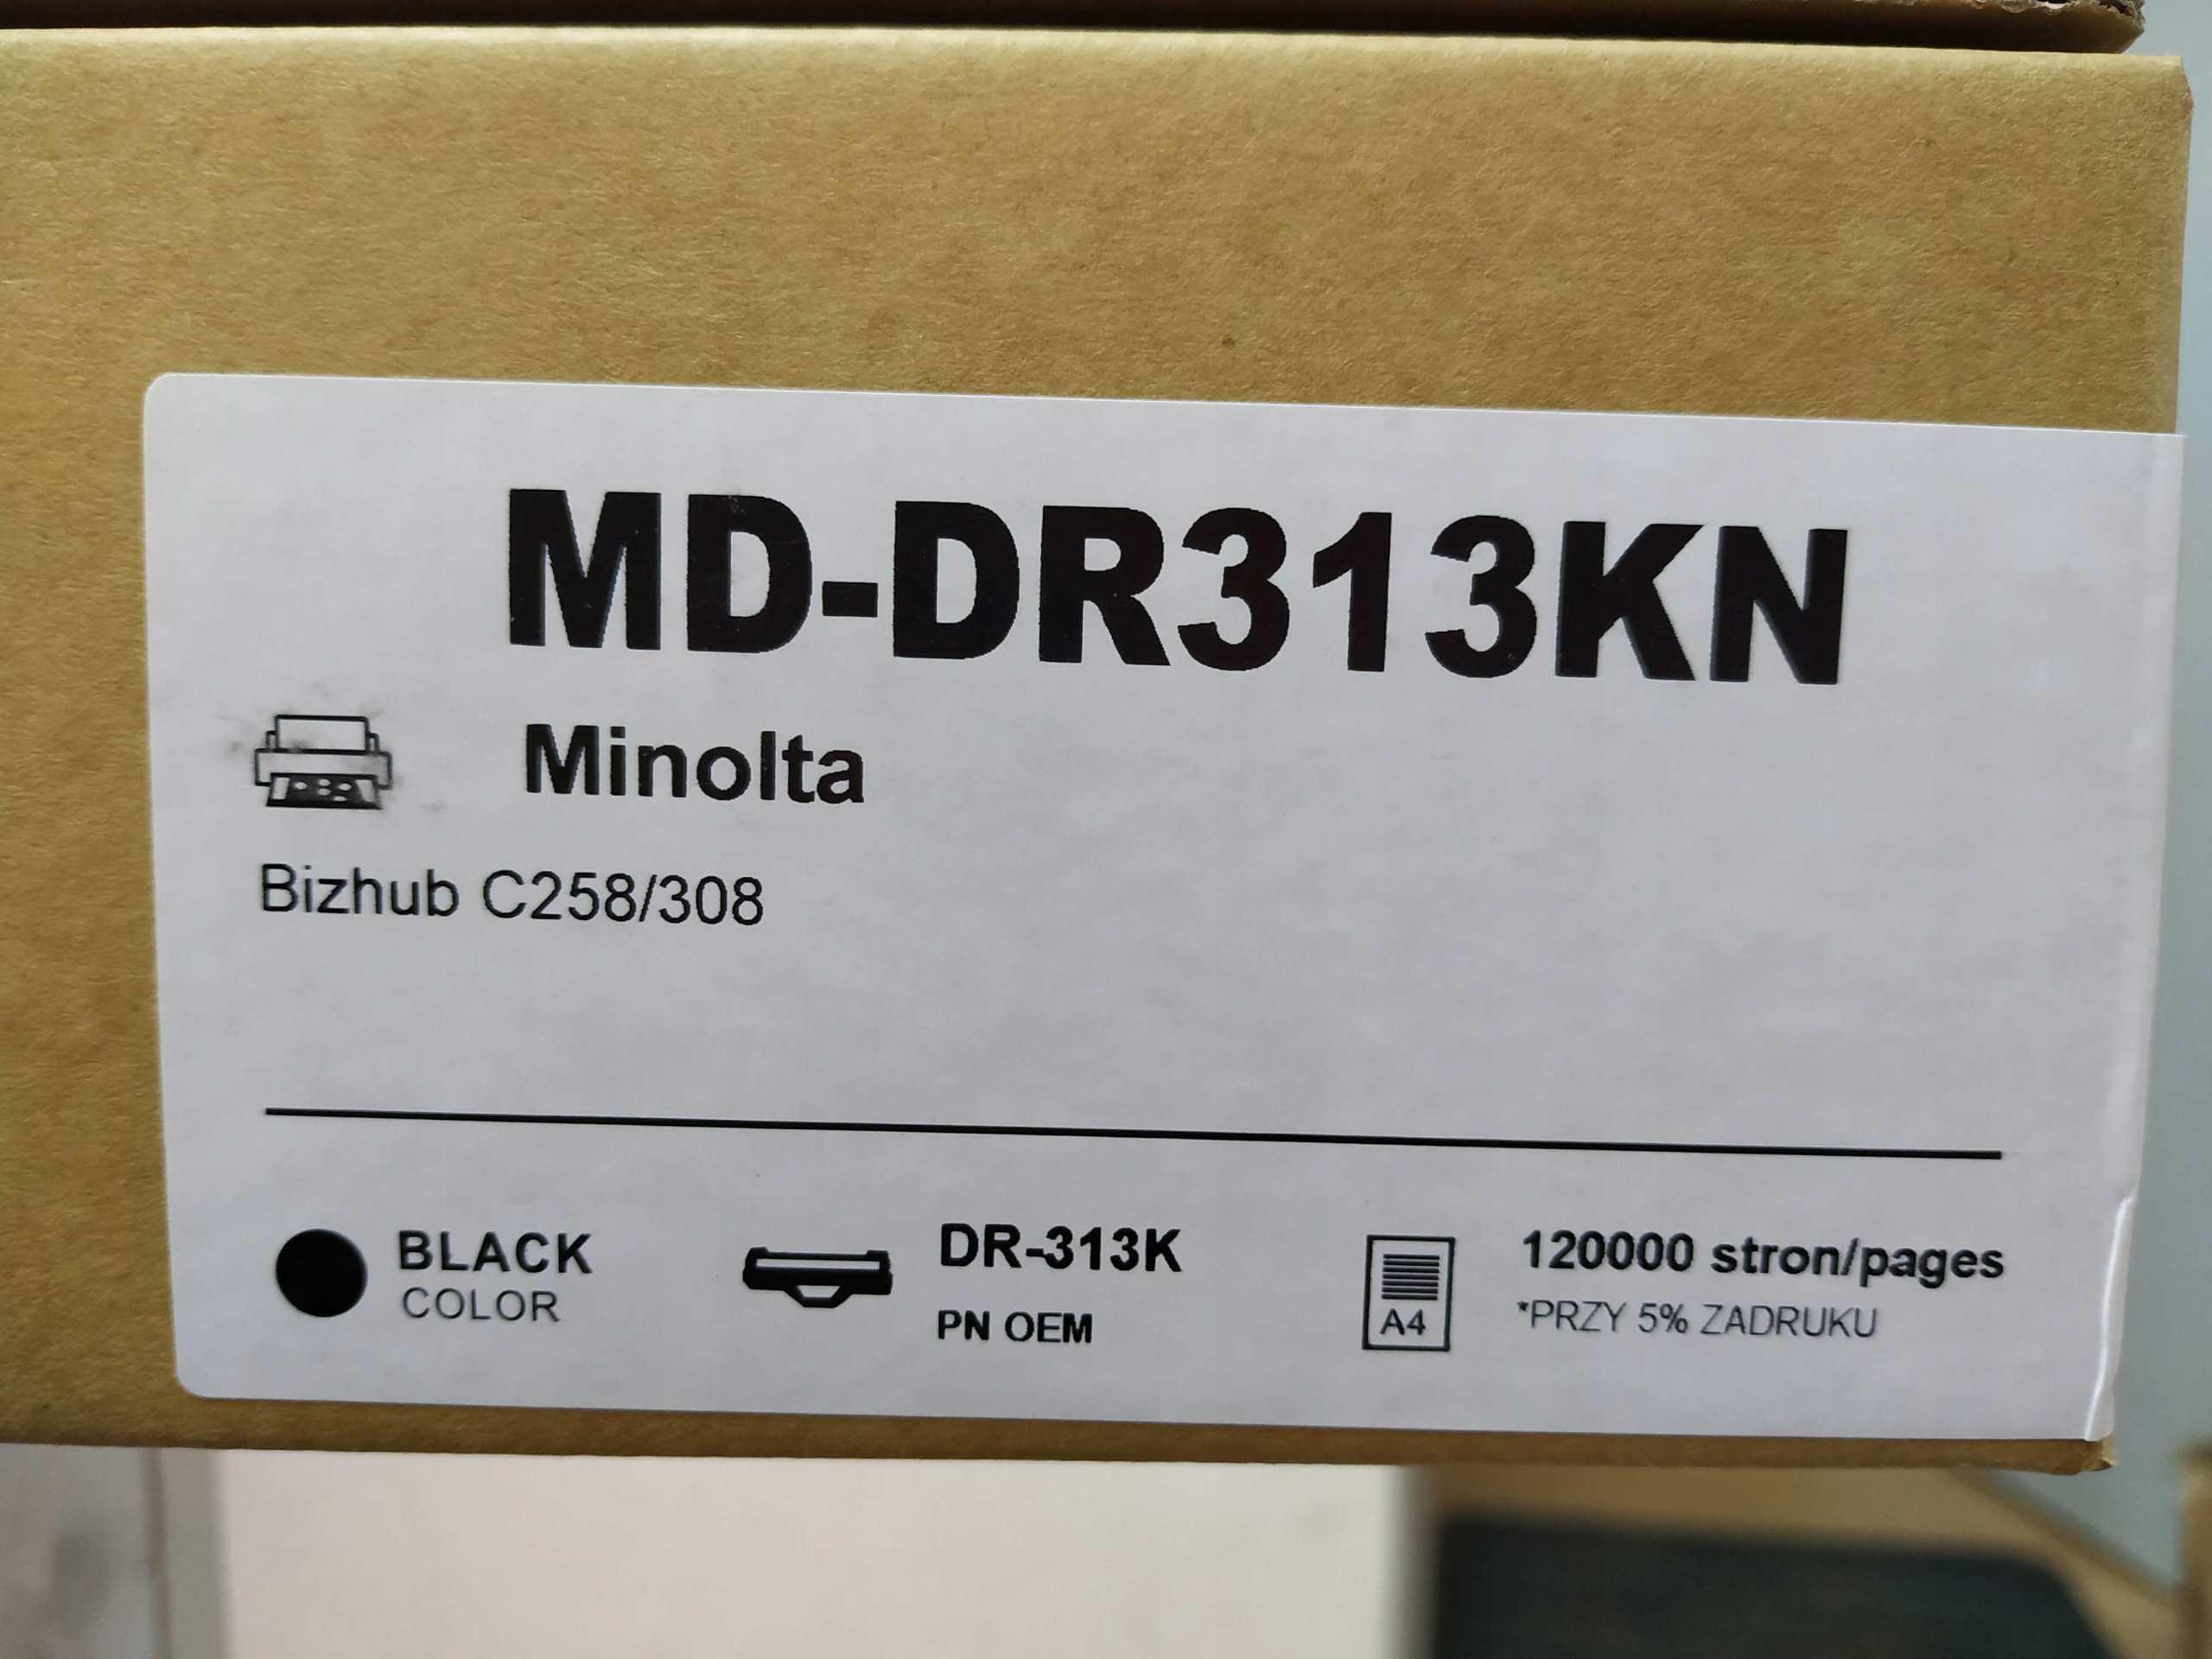 MD-DR313KN
Minolta
Bizhub C258/308
BLACK
COLOR
DR-313K
PN OEM
A4
120000 stron/pages
*PRZY 5% ZADRUKU